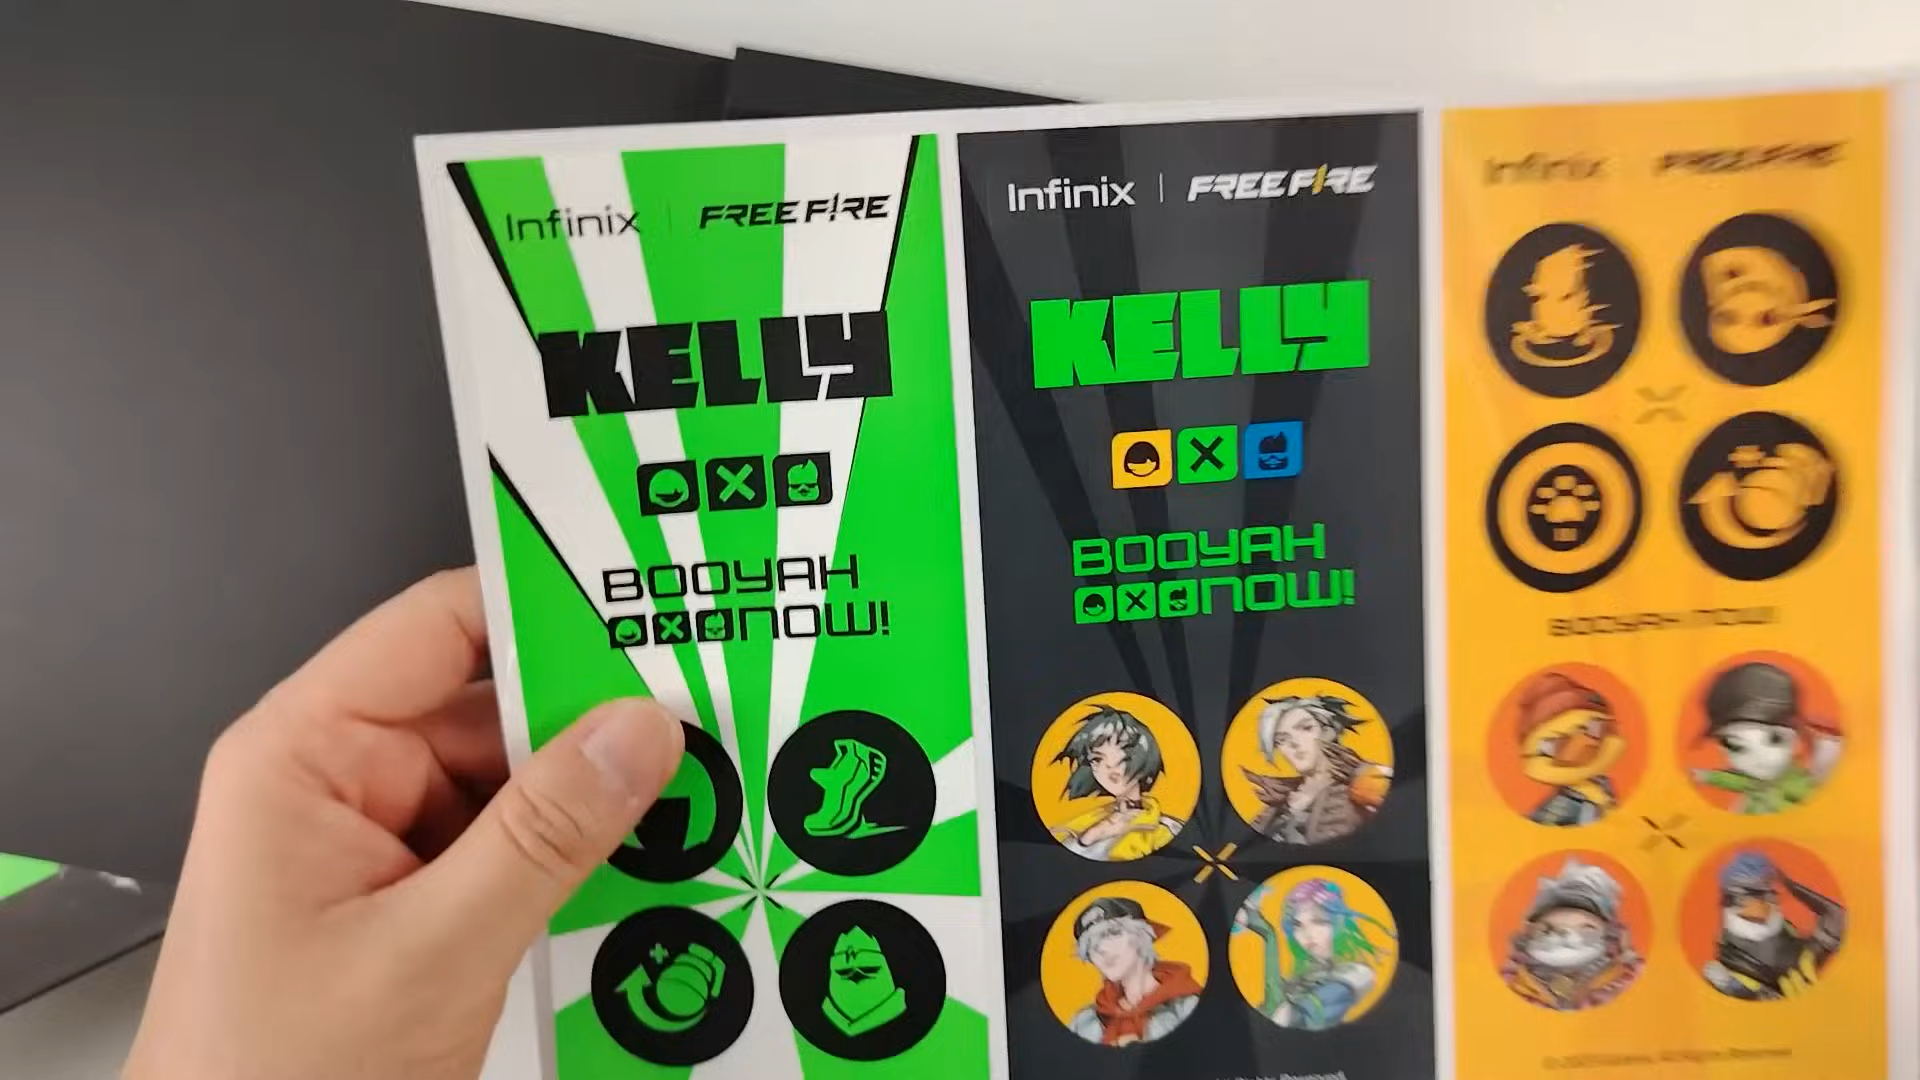 Infinix | FREE FIRE
KELLY
BOOYAH
NOW!
Infinix | FREE FIRE
KELLY
BOOYAH
NOW!
Infinix | FREE FIRE
BOOYAH NOW!